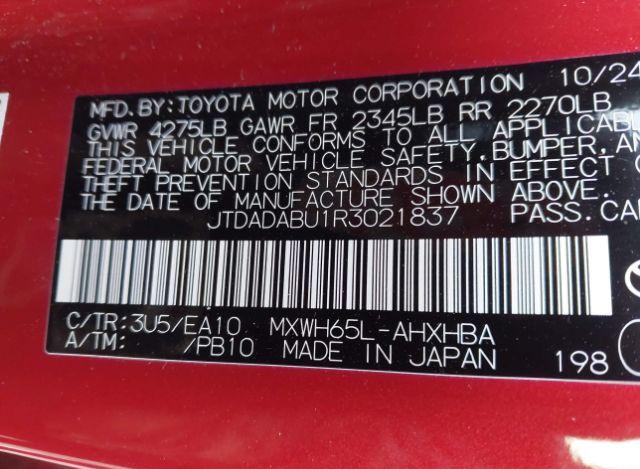 MFD.BY:TOYOTA MOTOR CORPORATION 10/24
GVWR 4275LB GAWR FR 2345LB RR 2270LB
THIS VEHICLE CONFORMS TO ALL APPLICABL
FEDERAL MOTOR VEHICLE SAFETY,BUMPER,AN
THEFT PREVENTION STANDARDS IN EFFECT O
THE DATE OF MANUFACTURE SHOWN ABOVE.
JTDADABU1R3021837 PASS.CA
C/TR:3U5/EA10 MXWH65L-AHXHBA
A/TM: /PB10 MADE IN JAPAN 198